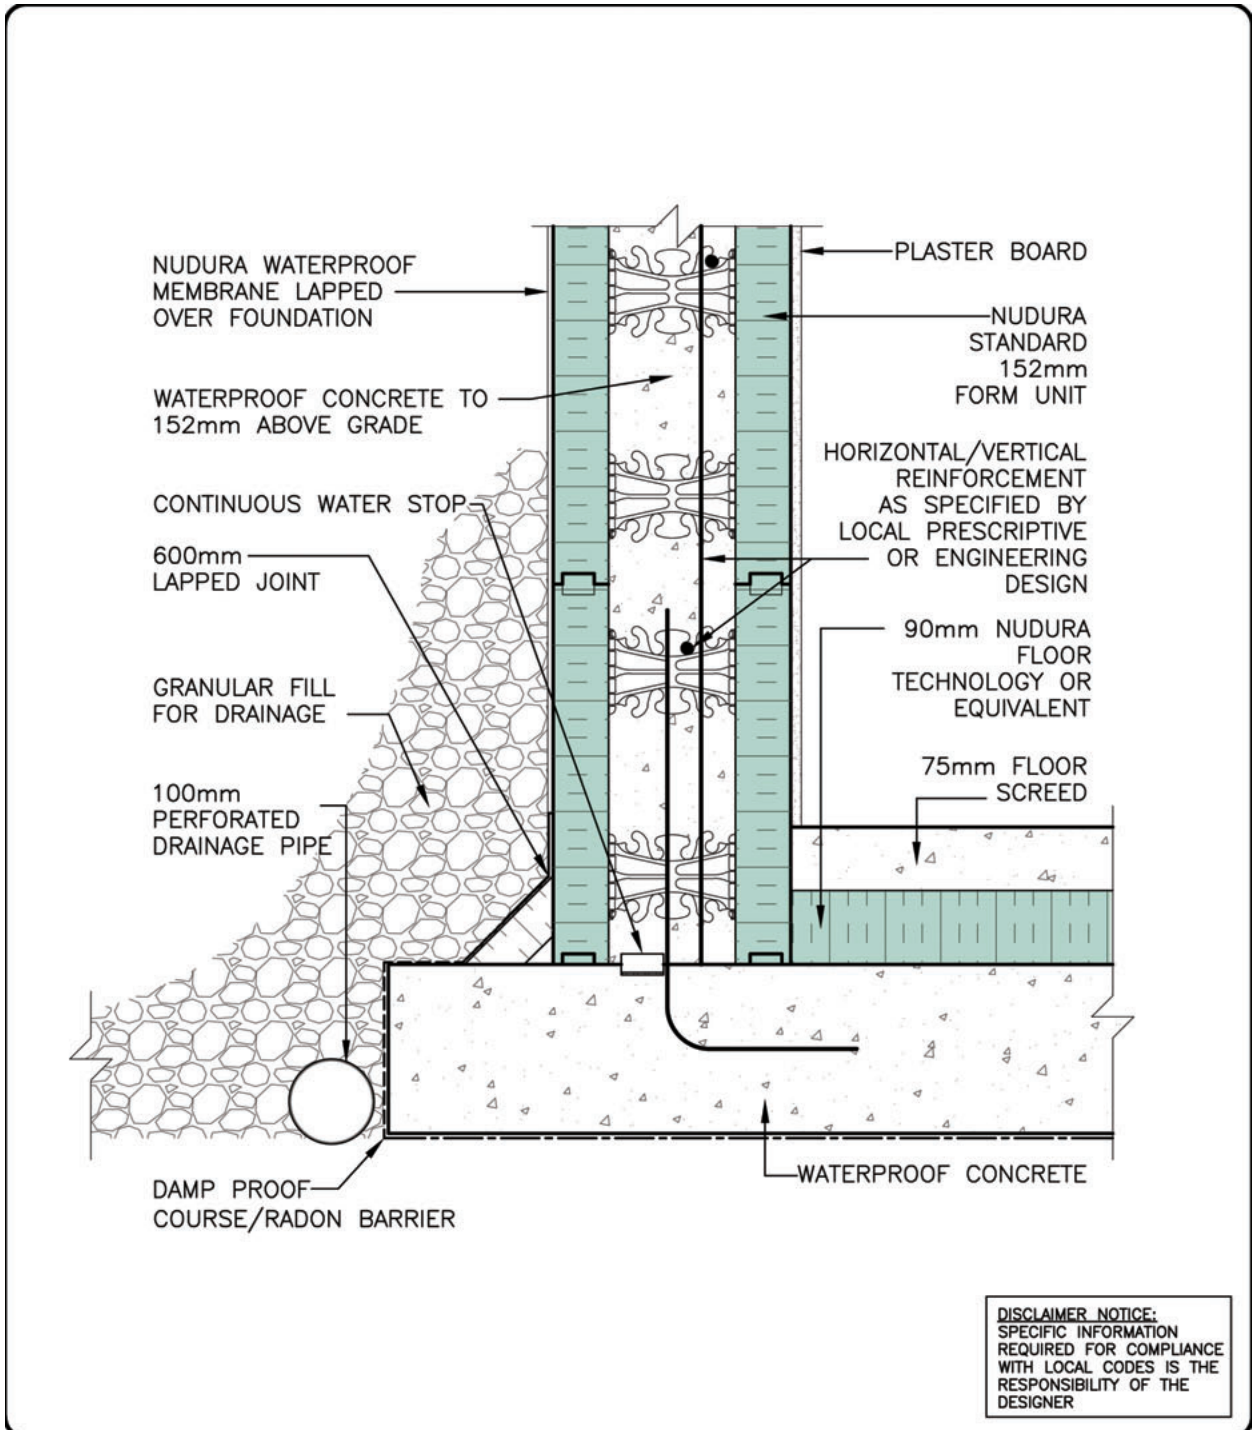 NUDURA WATERPROOF
MEMBRANE LAPPED
OVER FOUNDATION
WATERPROOF CONCRETE TO
152mm ABOVE GRADE
CONTINUOUS WATER STOP
600mm
LAPPED JOINT
GRANULAR FILL
FOR DRAINAGE
100mm
PERFORATED
DRAINAGE PIPE
DAMP PROOF
COURSE/RADON BARRIER
PLASTER BOARD
NUDURA
STANDARD
152mm
FORM UNIT
HORIZONTAL/VERTICAL
REINFORCEMENT
AS SPECIFIED BY
LOCAL PRESCRIPTIVE
OR ENGINEERING
DESIGN
90mm NUDURA
FLOOR
TECHNOLOGY OR
EQUIVALENT
75mm FLOOR
SCREED
WATERPROOF CONCRETE
DISCLAIMER NOTICE:
SPECIFIC INFORMATION
REQUIRED FOR COMPLIANCE
WITH LOCAL CODES IS THE
RESPONSIBILITY OF THE
DESIGNER